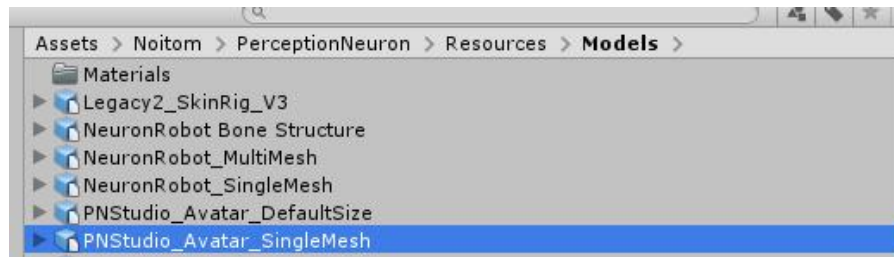 Assets > Noitom > PerceptionNeuron > Resources > Models >
Materials
Legacy2_SkinRig_V3
NeuronRobot Bone Structure
NeuronRobot_MultiMesh
NeuronRobot_SingleMesh
PNStudio_Avatar_DefaultSize
PNStudio_Avatar_SingleMesh